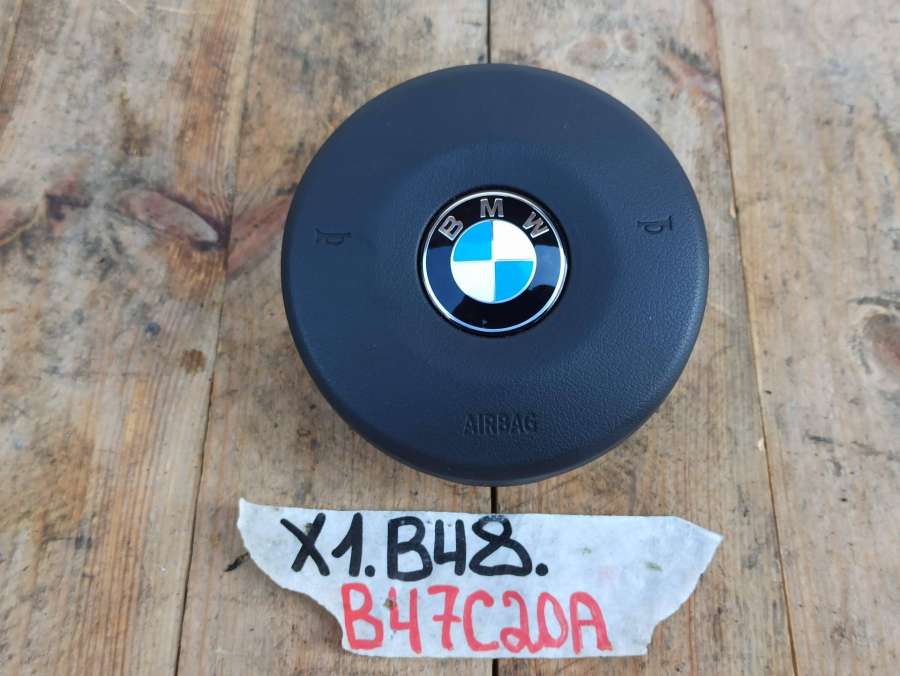 BMW
AIRBAG
X1.B48.
B47C20A